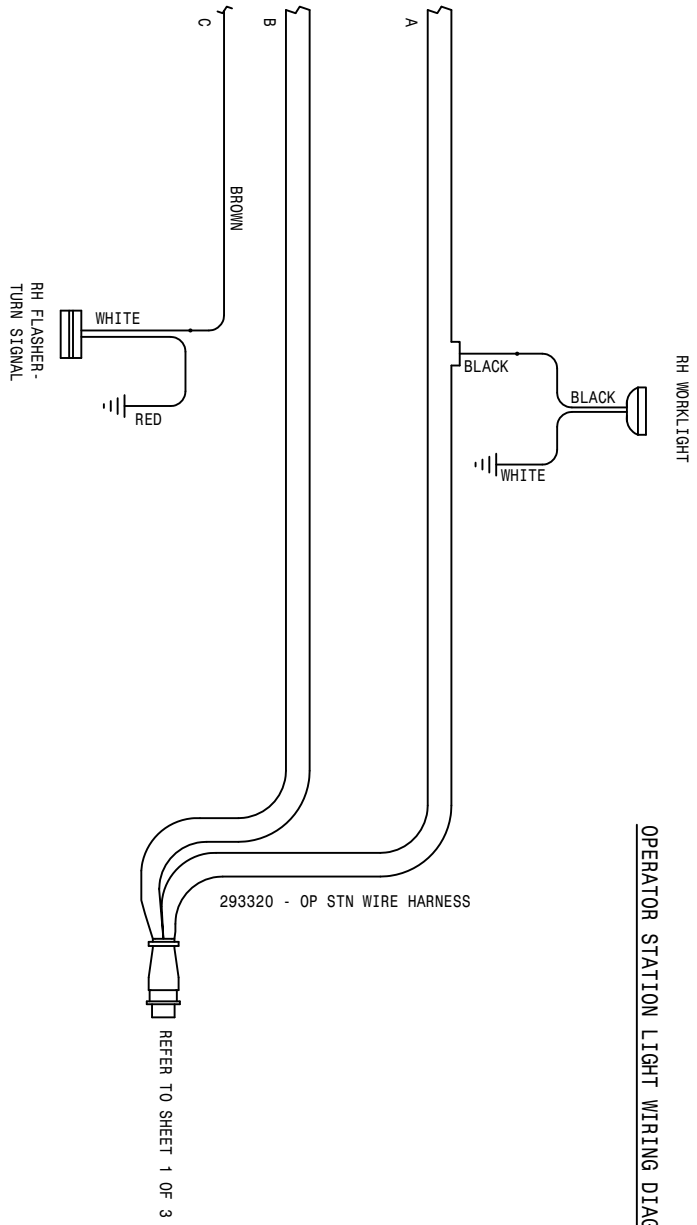 C
B
A
BROWN
RH FLASHER-
TURN SIGNAL
WHITE
RED
BLACK
BLACK
WHITE
RH WORKLIGHT
293320 - OP STN WIRE HARNESS
REFER TO SHEET 1 OF 3
OPERATOR STATION LIGHT WIRING DIAG